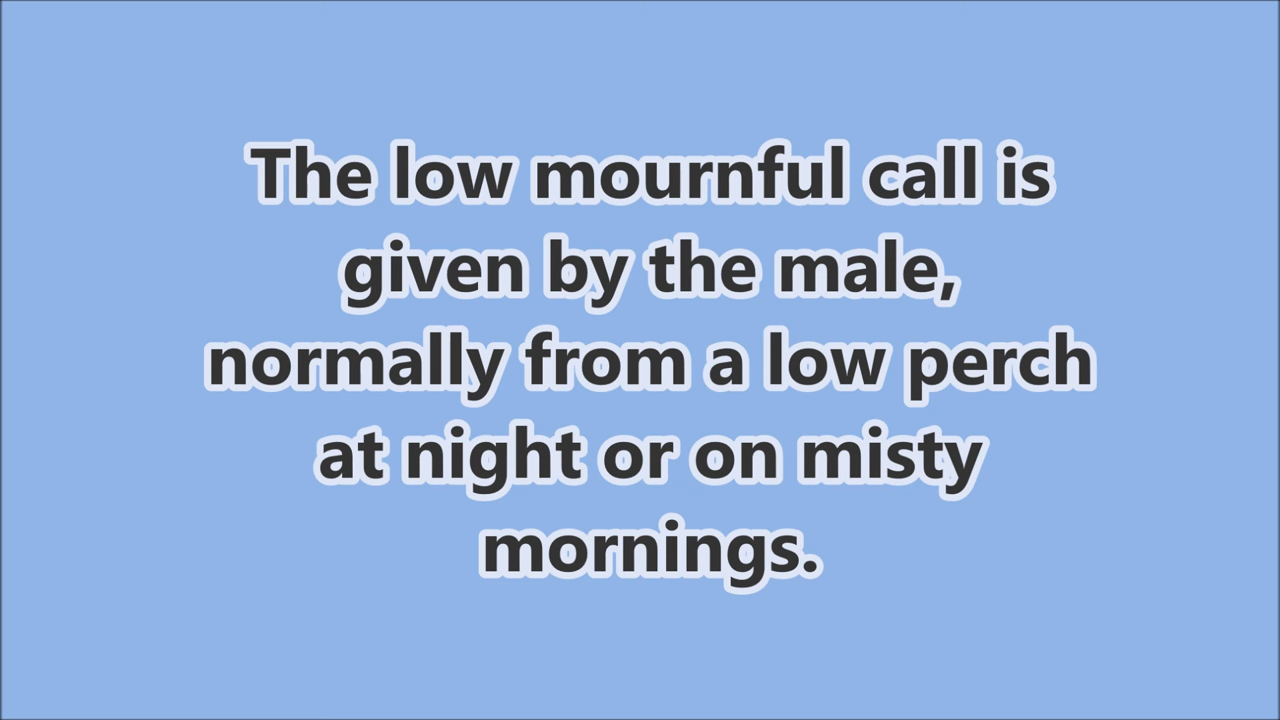 The low mournful call is
given by the male,
normally from a low perch
at night or on misty
mornings.